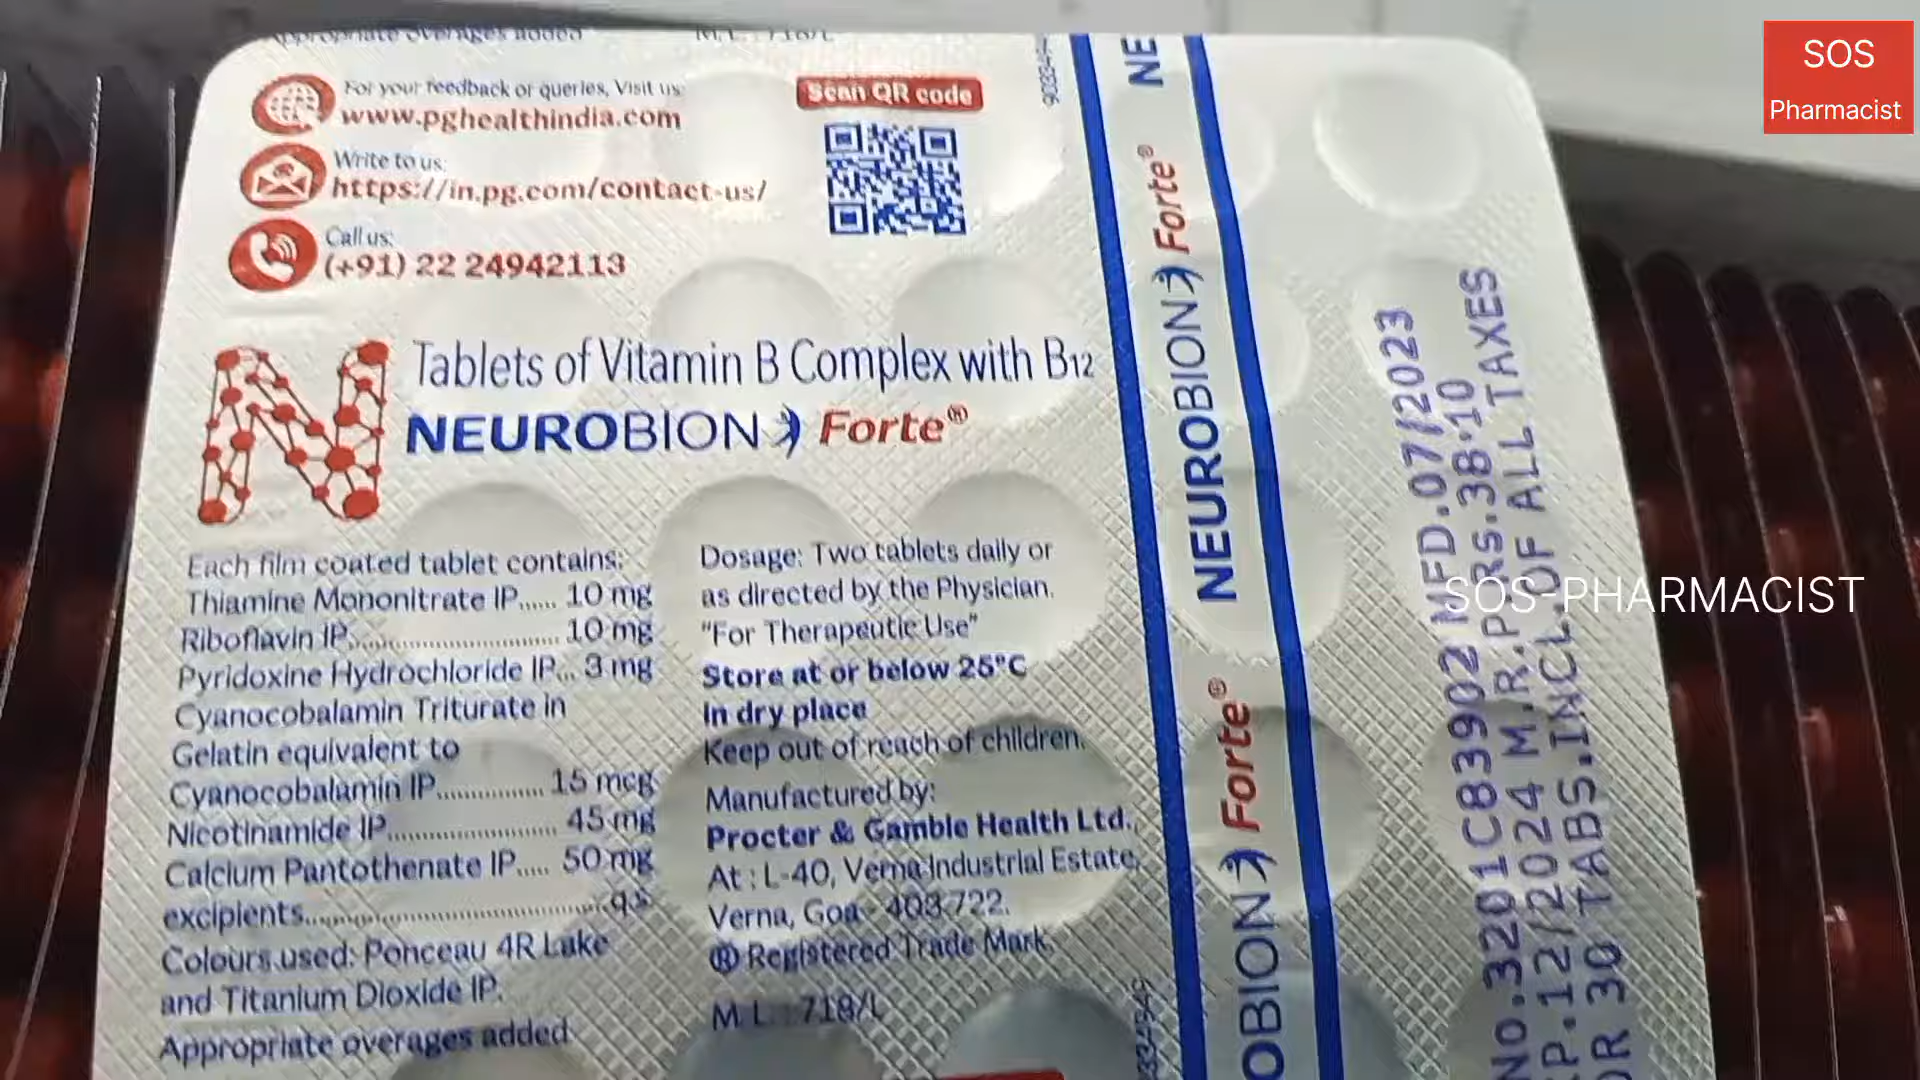 SOS
Pharmacist
Appropriate overages added
M. L. : 718/L
For your feedback or queries, Visit us:
www.pghealthindia.com
Write to us:
https://in.pg.com/contact-us/
Call us:
(+91) 22 24942113
Scan QR code
N
Tablets of Vitamin B Complex with B12
NEUROBION Forte®
Each film coated tablet contains:
Thiamine Mononitrate IP...... 10 mg
Riboflavin IP................................ 10 mg
Pyridoxine Hydrochloride IP... 3 mg
Cyanocobalamin Triturate in
Gelatin equivalent to
Cyanocobalamin IP................ 15 mcg
Nicotinamide IP......................... 45 mg
Calcium Pantothenate IP..... 50 mg
excipients.............................................qs
Colours used: Ponceau 4R Lake
and Titanium Dioxide IP.
Appropriate overages added
Dosage: Two tablets daily or
as directed by the Physician.
"For Therapeutic Use"
Store at or below 25°C
in dry place
Keep out of reach of children.
Manufactured by:
Procter & Gamble Health Ltd.,
At : L-40, Verna Industrial Estate,
Verna, Goa - 403 722.
® Registered Trade Mark.
M. L. : 718/L
NE
NEUROBION Forte®
OBION Forte®
No.3201C83902 MFD.07/2023
P.12/2024 M.R.P.Rs.38.10
OR 30 TABS.INCL.OF ALL TAXES
SOS-PHARMACIST